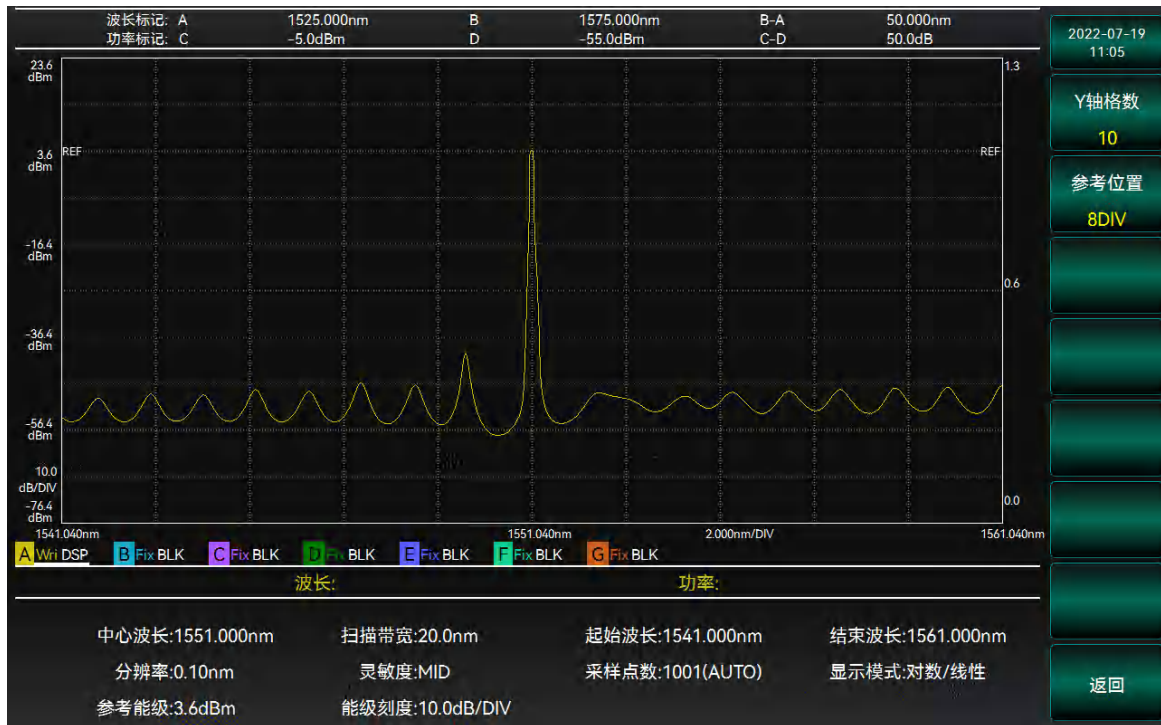 波长标记: A 1525.000nm B 1575.000nm B-A 50.000nm
功率标记: C -5.0dBm D -55.0dBm C-D 50.0dB
2022-07-19
11:05
23.6
dBm
1.3
Y轴格数
10
3.6
dBm
REF
REF
参考位置
8DIV
-16.4
dBm
0.6
-36.4
dBm
-56.4
dBm
10.0
dB/DIV
-76.4
dBm
0.0
1541.040nm 1551.040nm 2.000nm/DIV 1561.040nm
A Wri DSP B Fix BLK C Fix BLK D Fix BLK E Fix BLK F Fix BLK G Fix BLK
波长: 功率:
中心波长:1551.000nm 扫描带宽:20.0nm 起始波长:1541.000nm 结束波长:1561.000nm
分辨率:0.10nm 灵敏度:MID 采样点数:1001(AUTO) 显示模式:对数/线性
参考能级:3.6dBm 能级刻度:10.0dB/DIV
返回